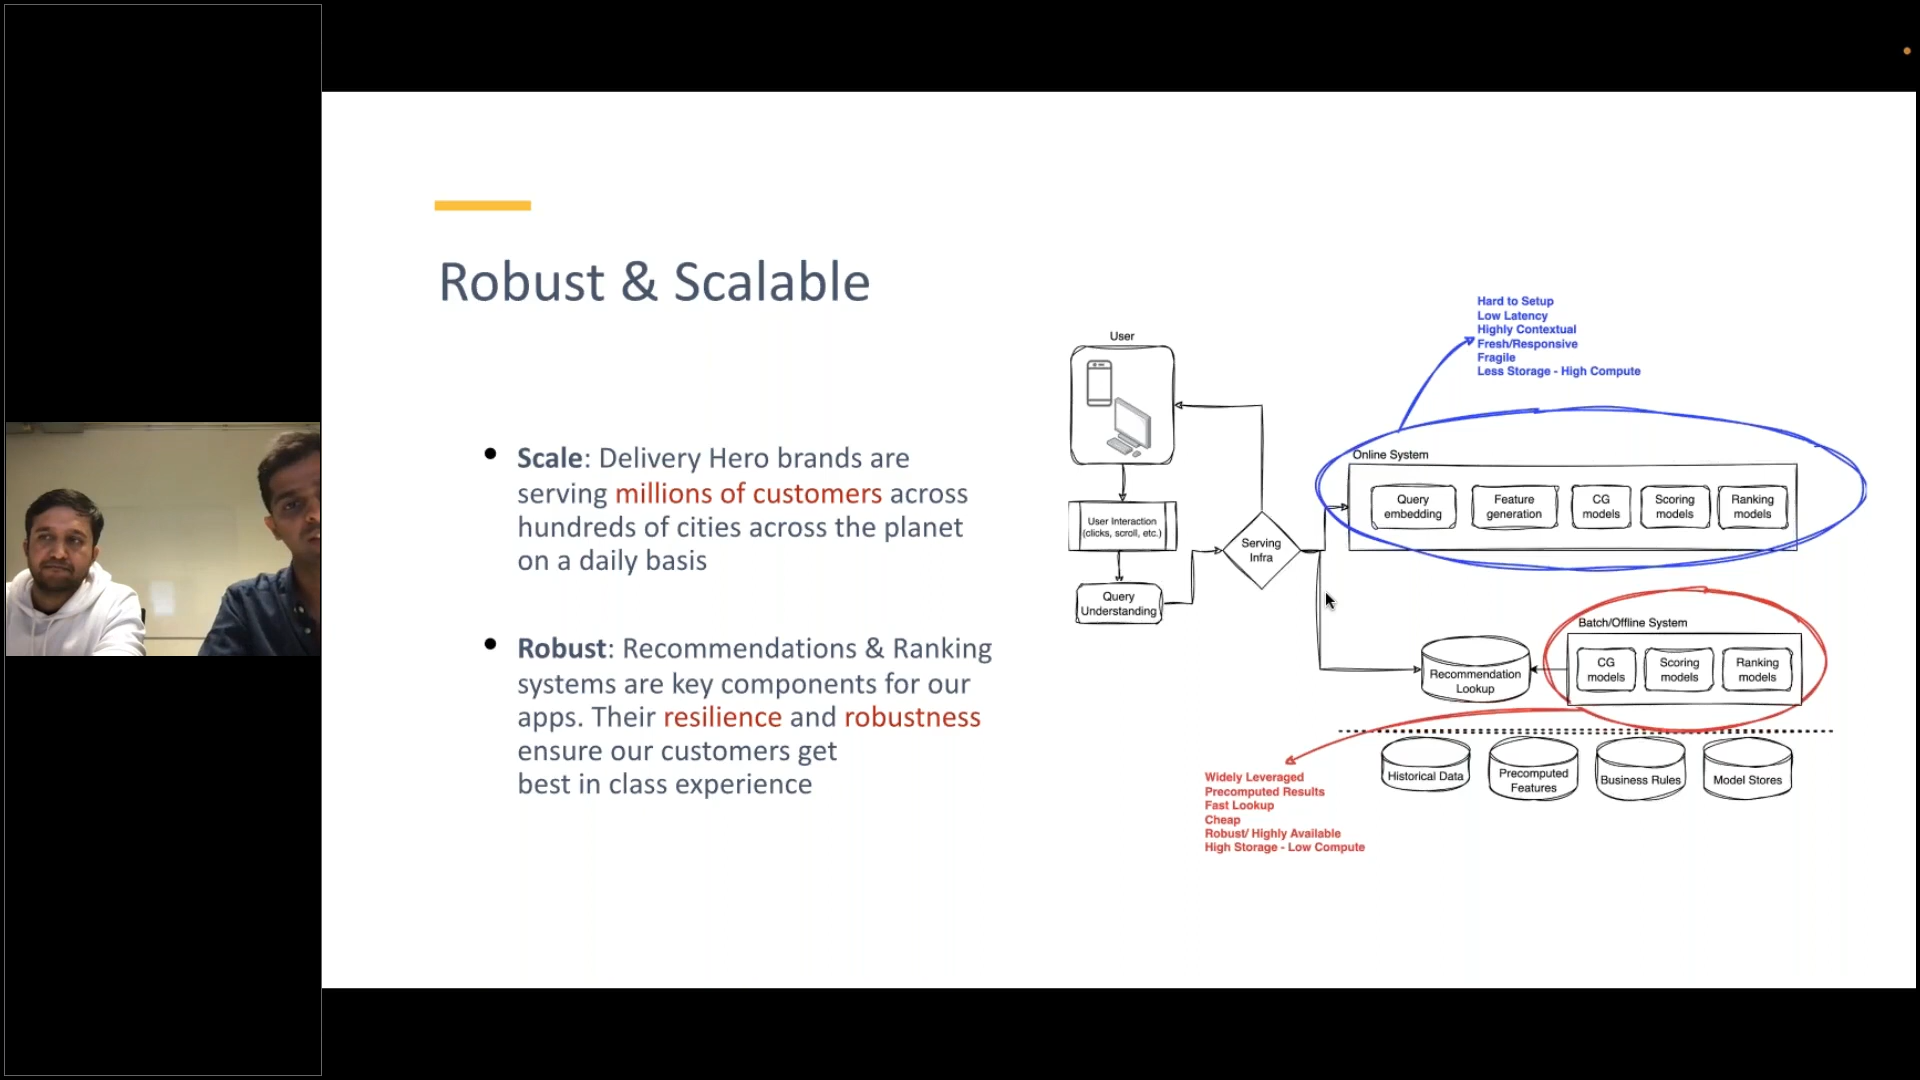 Robust & Scalable
Scale: Delivery Hero brands are
serving millions of customers across
hundreds of cities across the planet
on a daily basis
Robust: Recommendations & Ranking
systems are key components for our
apps. Their resilience and robustness
ensure our customers get
best in class experience
Hard to Setup
Low Latency
Highly Contextual
Fresh/Responsive
Fragile
Less Storage - High Compute
User
User Interaction
(clicks, scroll, etc.)
Query
Understanding
Serving
Infra
Online System
Query
embedding
Feature
generation
CG
models
Scoring
models
Ranking
models
Batch/Offline System
CG
models
Scoring
models
Ranking
models
Recommendation
Lookup
Historical Data
Precomputed
Features
Business Rules
Model Stores
Widely Leveraged
Precomputed Results
Fast Lookup
Cheap
Robust/ Highly Available
High Storage - Low Compute